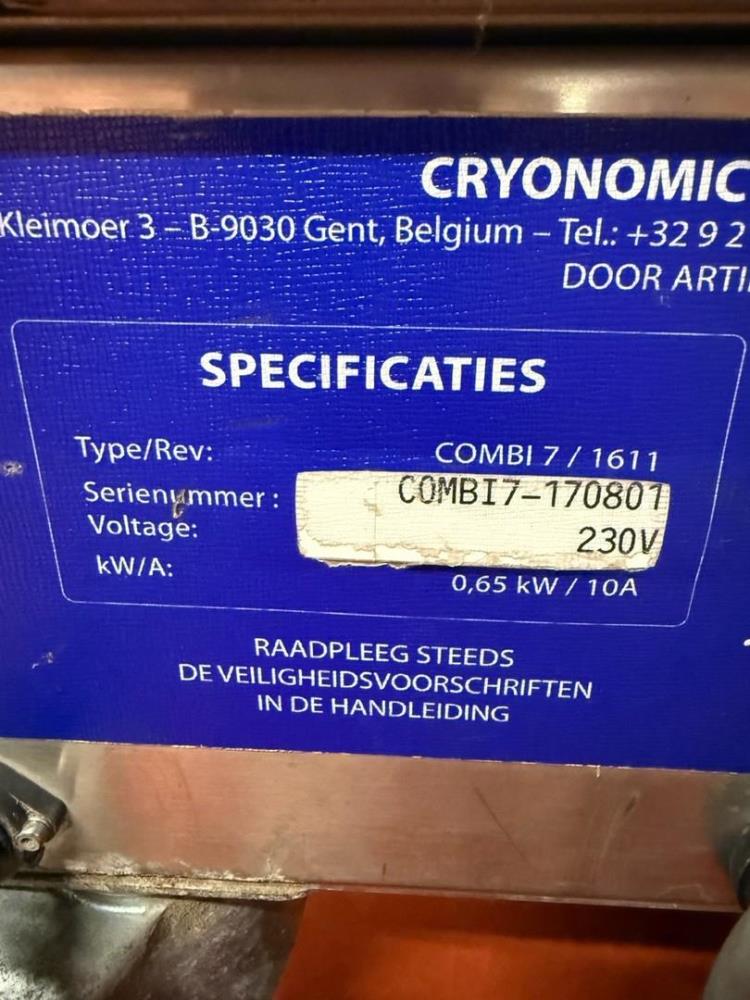 CRYONOMIC
Kleimoer 3 – B-9030 Gent, Belgium – Tel.: +32 9 2
DOOR ARTI
SPECIFICATIES
Type/Rev: COMBI 7 / 1611
Serienummer: COMBI7-170801
Voltage: 230V
kW/A: 0,65 kW / 10A
RAADPLEEG STEEDS
DE VEILIGHEIDSVOORSCHRIFTEN
IN DE HANDLEIDING